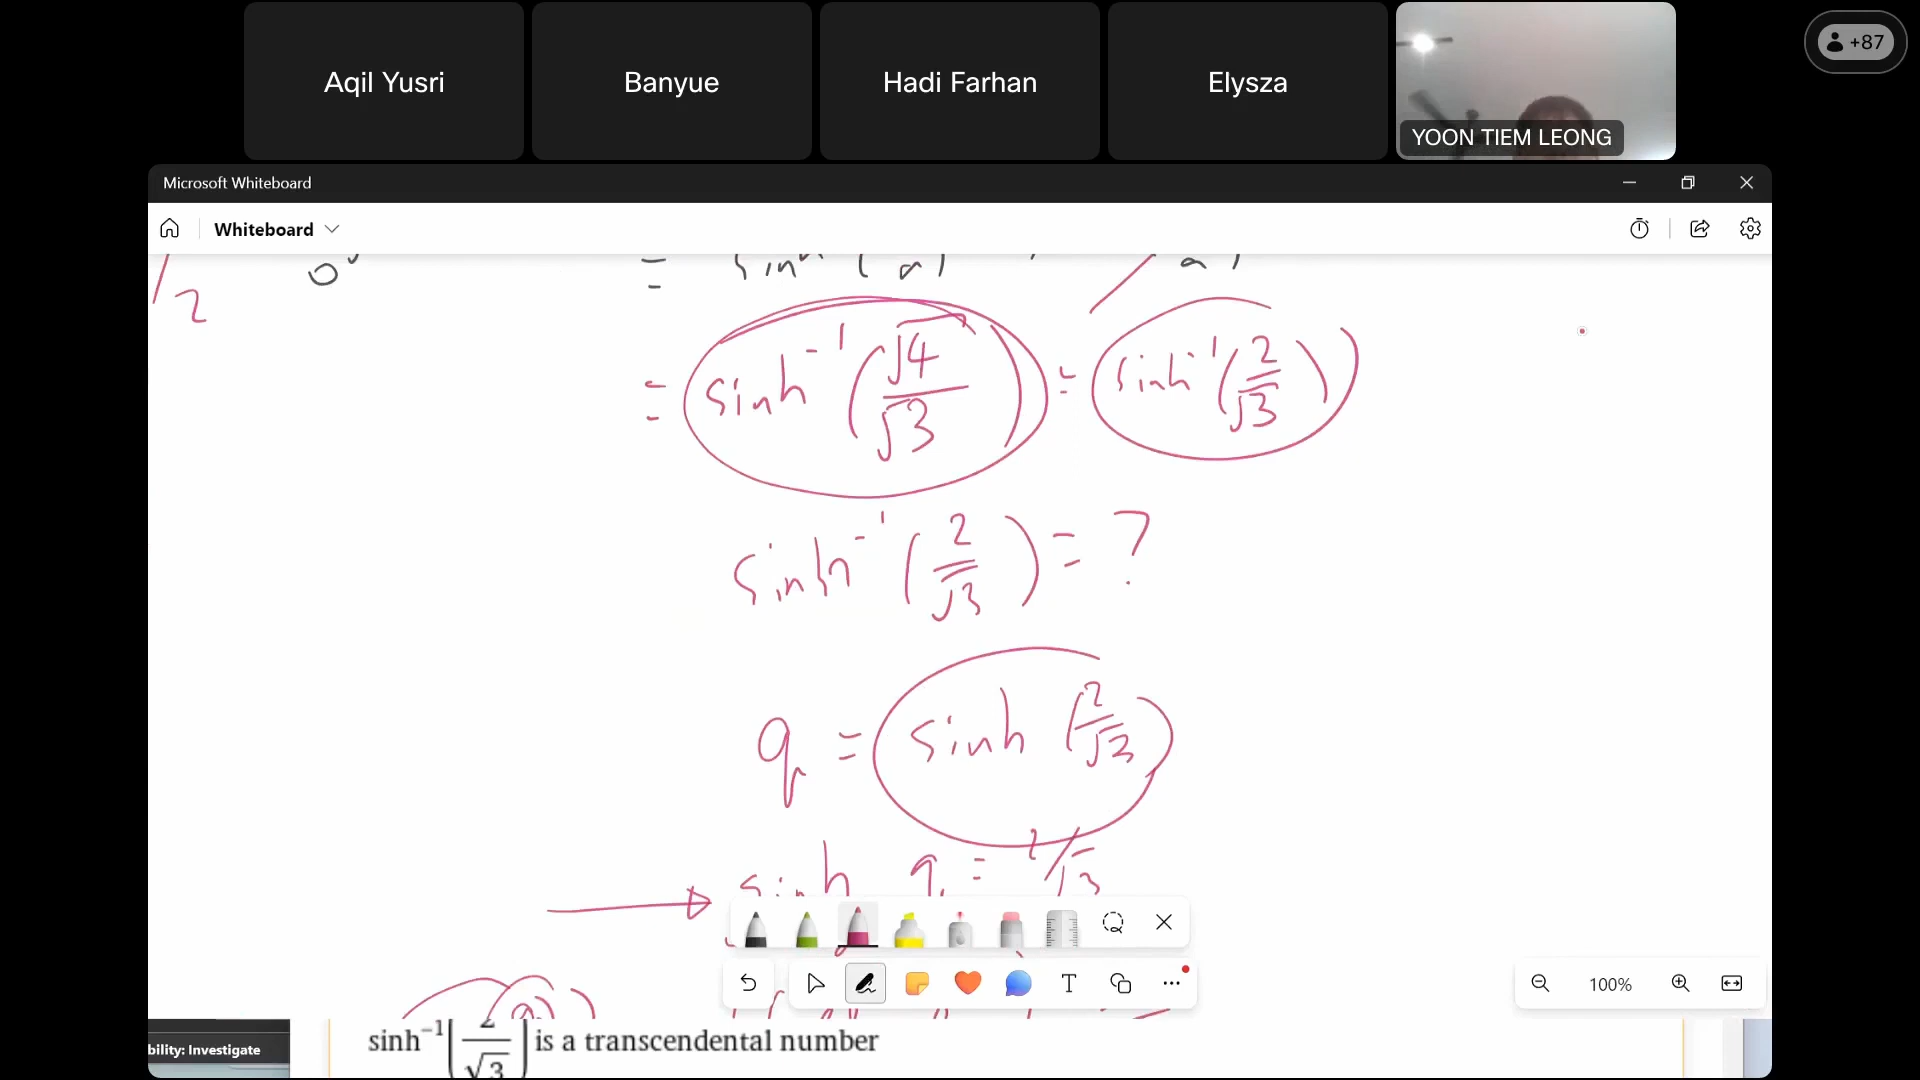 Aqil Yusri
Banyue
Hadi Farhan
Elysza
YOON TIEM LEONG
+87
Microsoft Whiteboard
Whiteboard
1/2
= sinh⁻¹(√4/√3) = sinh⁻¹(2/√3)
sinh⁻¹(2/√3) = ?
q = sinh (2/√3)
sinh q = 2/√3
100%
bility: Investigate
sinh⁻¹(2/√3) is a transcendental number